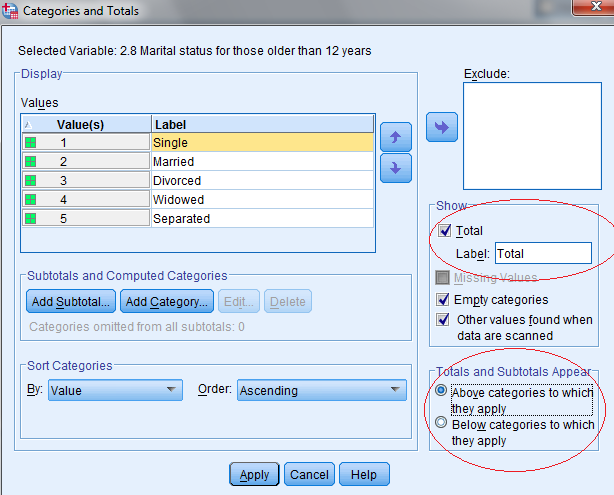 Categories and Totals
Selected Variable: 2.8 Marital status for those older than 12 years
Display
Values
Value(s) Label
1 Single
2 Married
3 Divorced
4 Widowed
5 Separated
Subtotals and Computed Categories
Add Subtotal... Add Category... Edit... Delete
Categories omitted from all subtotals: 0
Sort Categories
By: Value Order: Ascending
Exclude:
Show
Total
Label: Total
Missing Values
Empty categories
Other values found when
data are scanned
Totals and Subtotals Appear
Above categories to which
they apply
Below categories to which
they apply
Apply Cancel Help